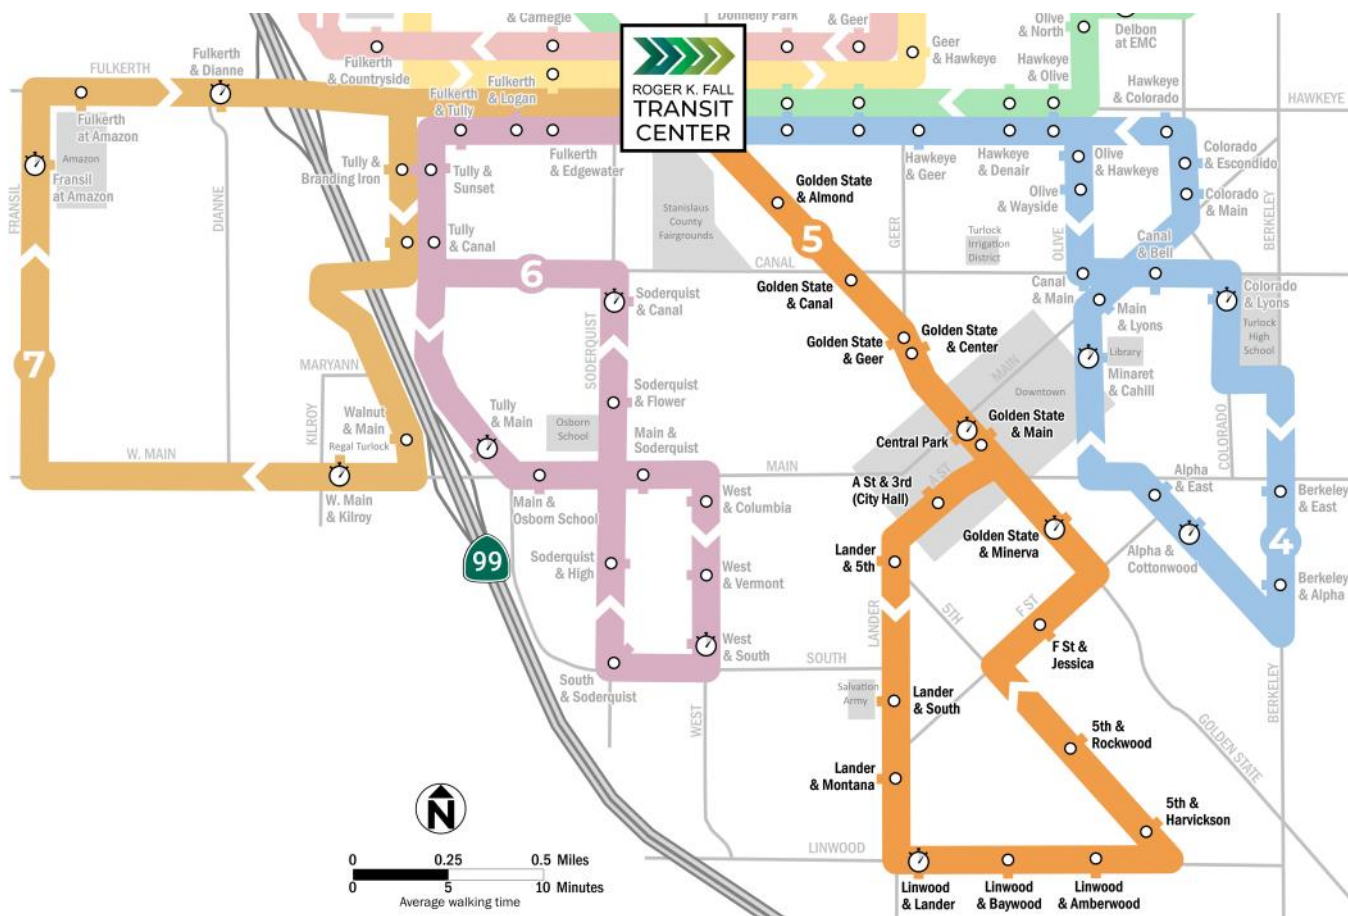 & Carnegie
Donnelly Park
& Geer
Olive
& North
Delbon
at EMC
Fulkerth
& Dianne
FULKERTH
Fulkerth
& Countyside
Fulkerth
& Logan
Fulkerth
& Tully
ROGER K. FALL
TRANSIT
CENTER
Geer
& Hawkeye
Hawkeye
& Olive
Hawkeye
& Colorado
HAWKEYE
Fulkerth
at Amazon
Amazon
Fransil
at Amazon
FRANSIL
DIANNE
Tully &
Branding Iron
Tully &
Sunset
Fulkerth
& Edgewater
Hawkeye
& Geer
Hawkeye
& Denair
Olive
& Hawkeye
Colorado
& Escondido
Olive
& Wayside
Colorado
& Main
BERKELEY
Golden State
& Almond
Stanislaus
County
Fairgrounds
GEER
Turlock
Irrigation
District
OLIVE
5
Tully
& Canal
Canal
& Bell
CANAL
6
Golden State
& Canal
Soderquist
& Canal
Canal
& Main
Main
& Lyons
Colorado
& Lyons
Turlock
High
School
SODERQUIST
Golden State
& Geer
Golden State
& Center
Library
Minaret
& Cahill
7
MARYANN
MAIN
Downtown
KILROY
Walnut
& Main
Regal Turlock
Tully
& Main
Osborn
School
Soderquist
& Flower
Main &
Soderquist
Central Park
Golden State
& Main
COLORADO
W. MAIN
MAIN
A ST
A St & 3rd
(City Hall)
Alpha
& East
Berkeley
& East
W. Main
& Kilroy
Main &
Osborn School
West
& Columbia
Golden State
& Minerva
Alpha &
Cottonwood
4
99
Soderquist
& High
West
& Vermont
Lander
& 5th
Berkeley
& Alpha
LANDER
5TH
F ST
F St &
Jessica
West
& South
SOUTH
South
& Soderquist
Salvation
Army
Lander
& South
WEST
BERKELEY
GOLDEN STATE
5th &
Rockwood
Lander
& Montana
5th &
Harvickson
N
LINWOOD
0 0.25 0.5 Miles
0 5 10 Minutes
Average walking time
Linwood
& Lander
Linwood
& Baywood
Linwood
& Amberwood